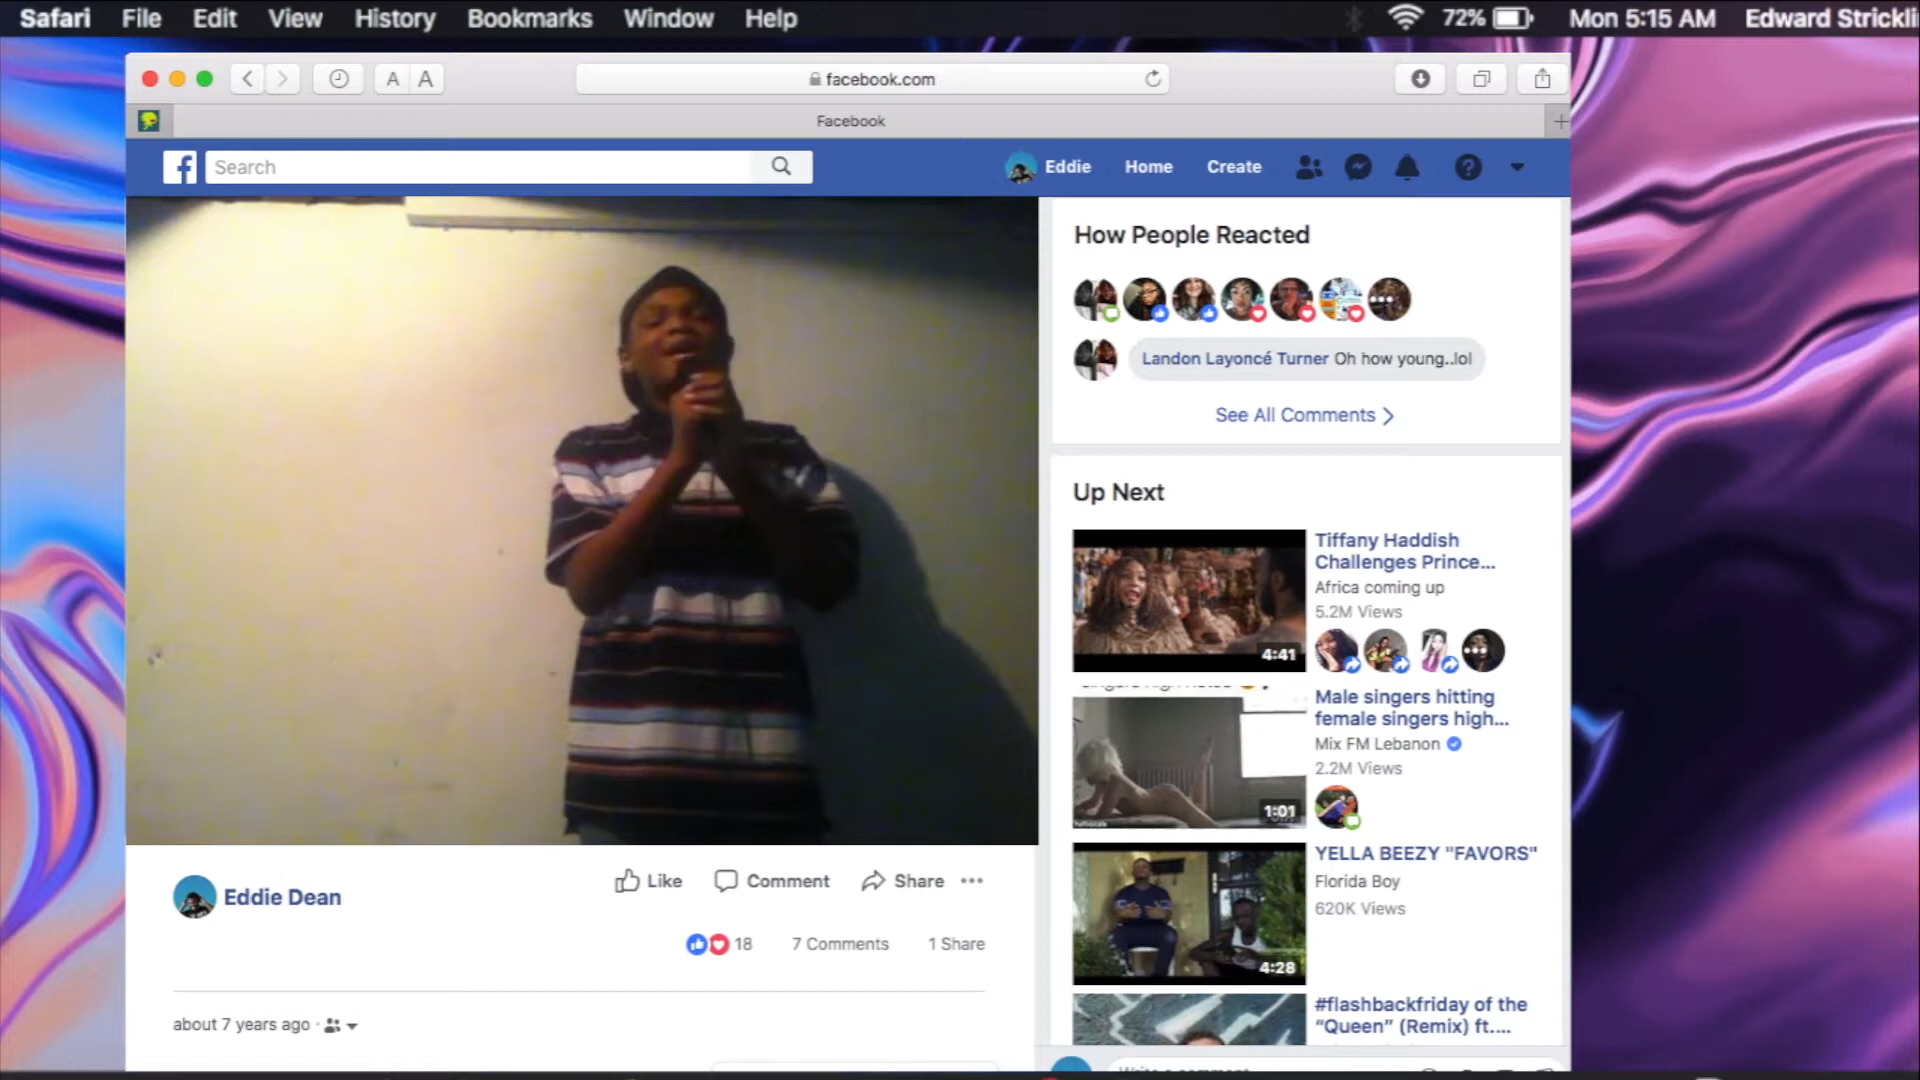 Safari File Edit View History Bookmarks Window Help 72% Mon 5:15 AM Edward Strickli
A A facebook.com
Facebook
Search Eddie Home Create
How People Reacted
Landon Layoncé Turner Oh how young..lol
See All Comments
Up Next
Tiffany Haddish
Challenges Prince...
Africa coming up
5.2M Views
4:41
Male singers hitting
female singers high...
Mix FM Lebanon
2.2M Views
1:01
YELLA BEEZY "FAVORS"
Florida Boy
620K Views
4:28
#flashbackfriday of the
“Queen” (Remix) ft....
Eddie Dean
Like Comment Share
18 7 Comments 1 Share
about 7 years ago